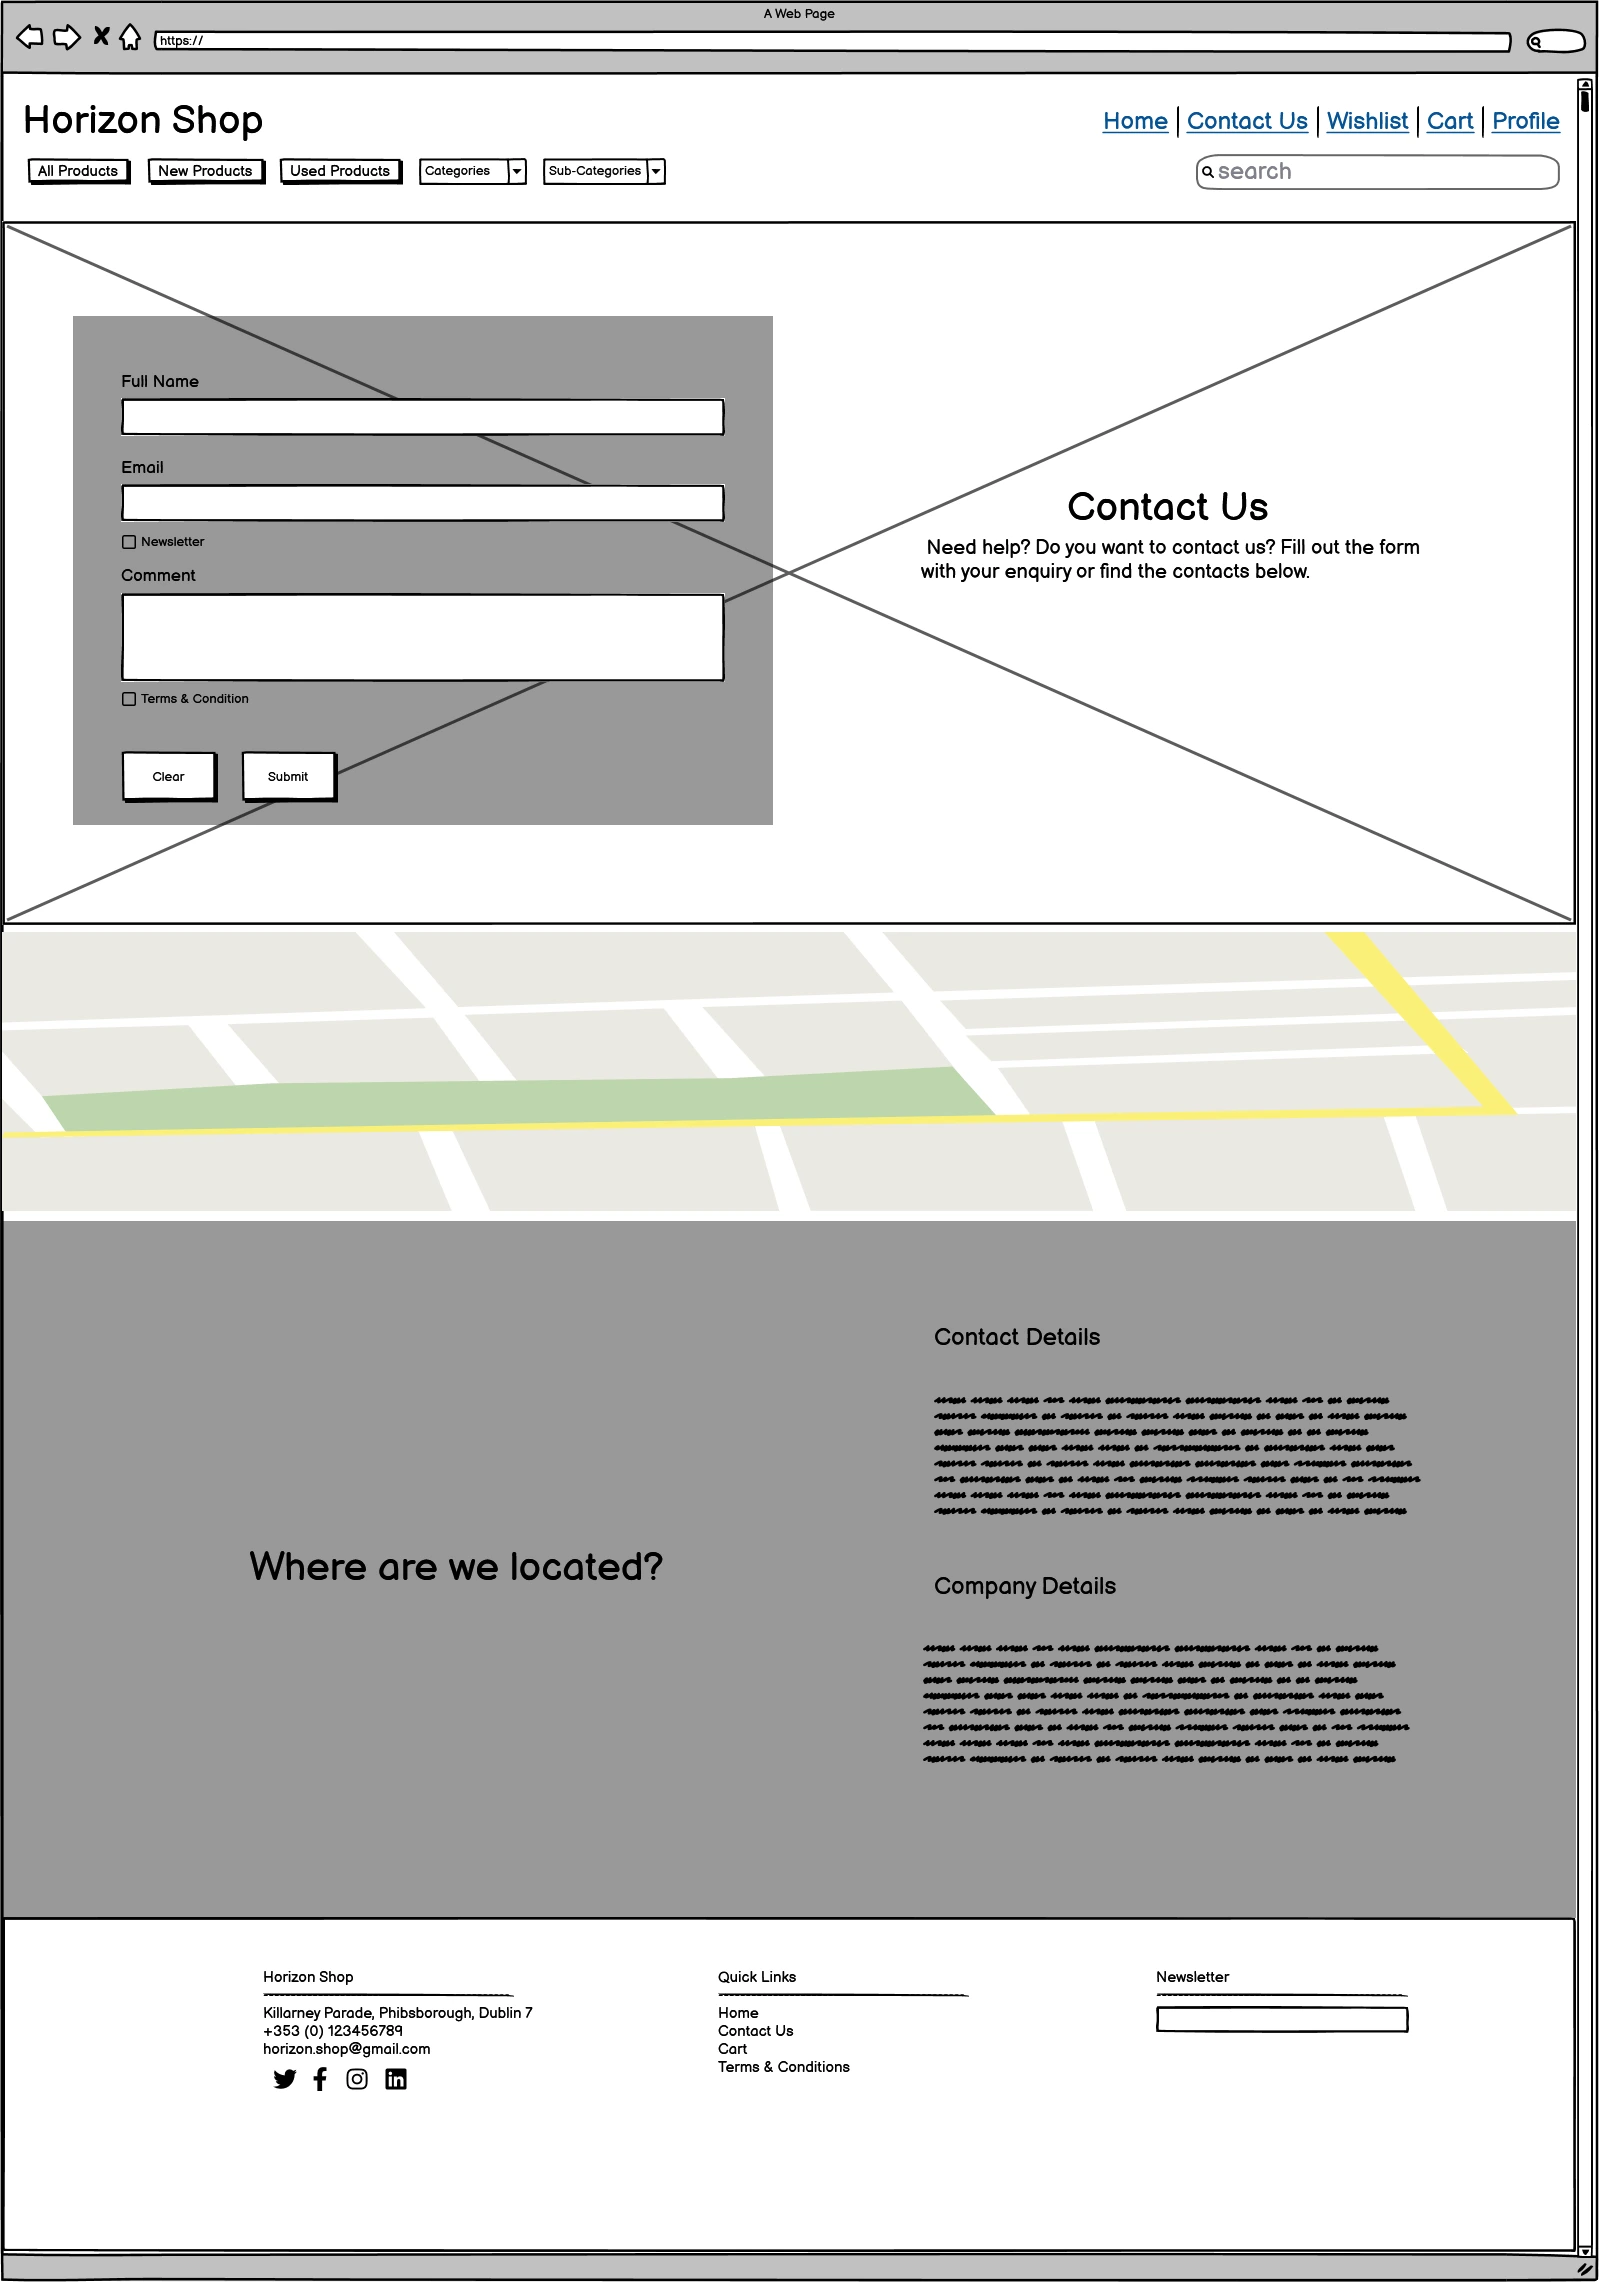 A Web Page
https://
Horizon Shop
Home Contact Us Wishlist Cart Profile
All Products New Products Used Products Categories Sub-Categories
search
Full Name
Email
Newsletter
Comment
Terms & Condition
Clear Submit
Contact Us
Need help? Do you want to contact us? Fill out the form
with your enquiry or find the contacts below.
Where are we located?
Contact Details
Company Details
Horizon Shop
Killarney Parade, Phibsborough, Dublin 7
+353 (0) 123456789
horizon.shop@gmail.com
Quick Links
Home
Contact Us
Cart
Terms & Conditions
Newsletter